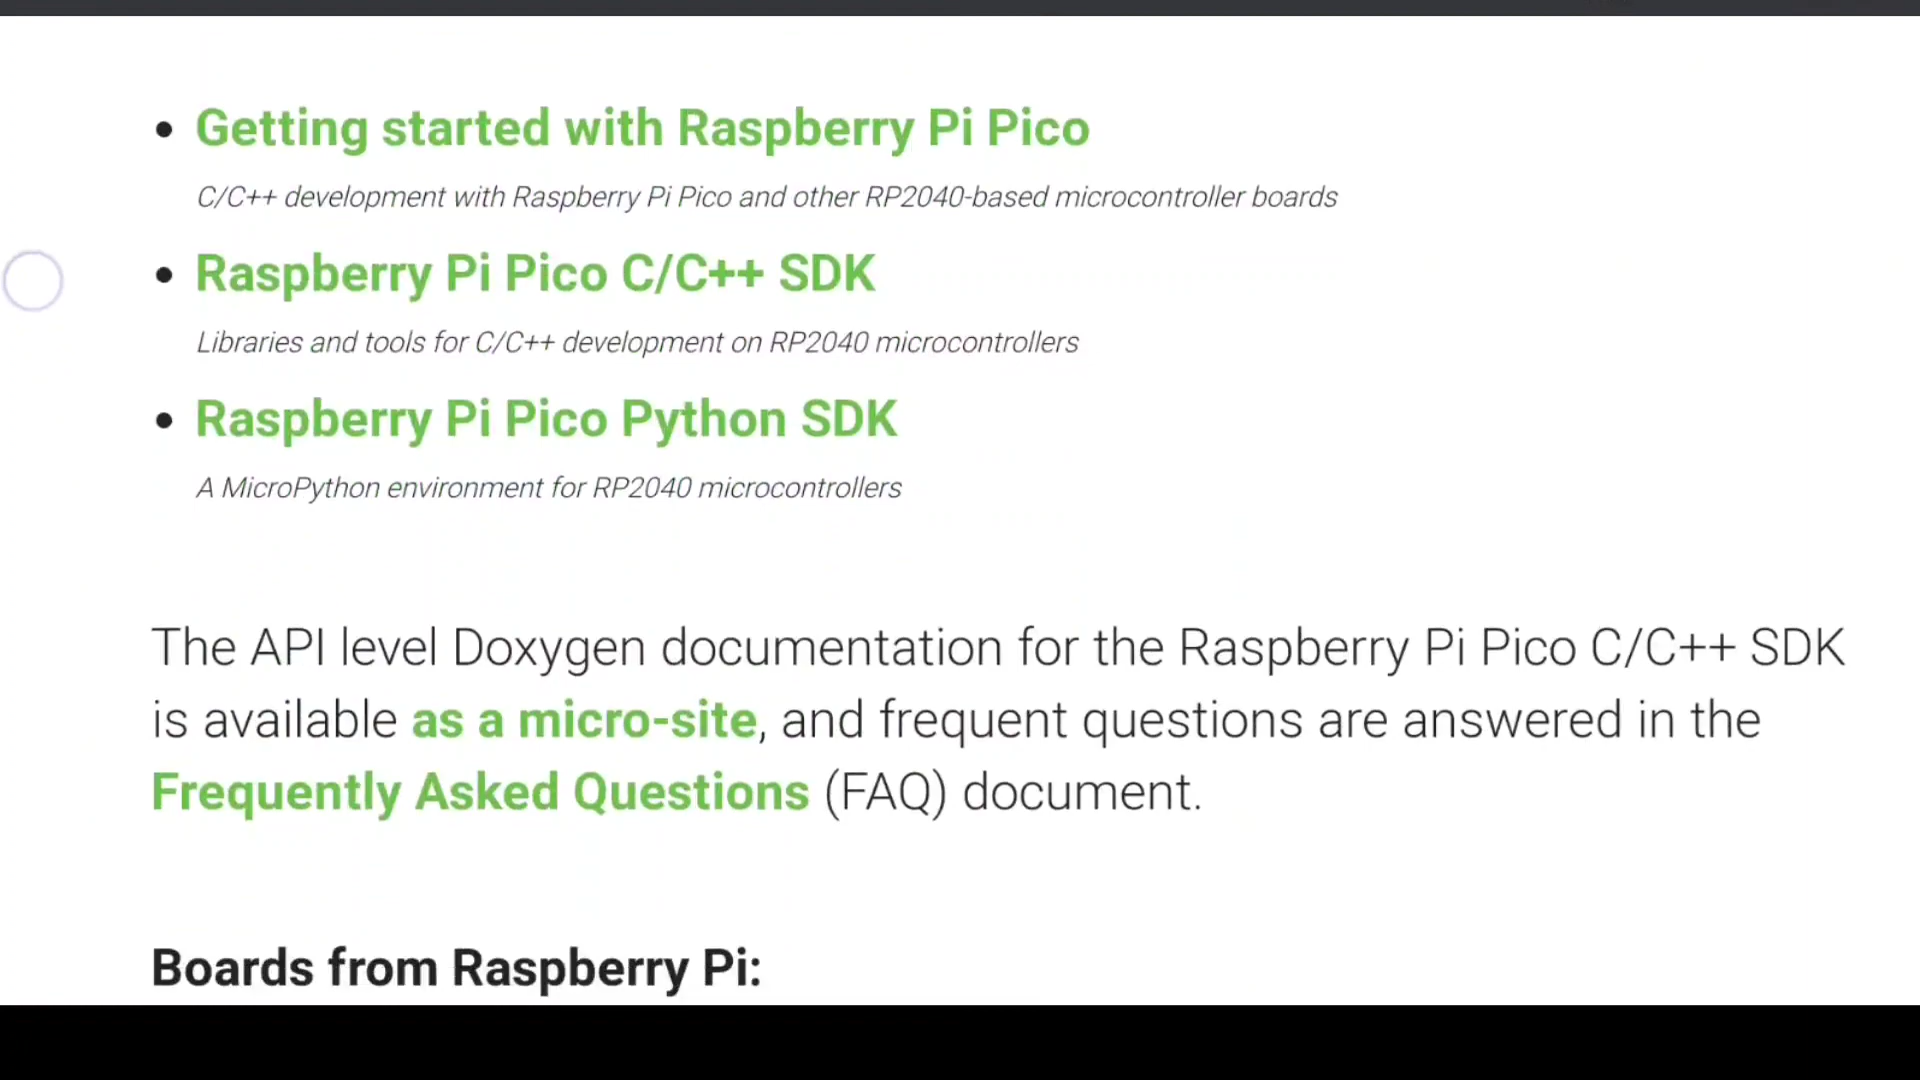 Getting started with Raspberry Pi Pico
C/C++ development with Raspberry Pi Pico and other RP2040-based microcontroller boards
Raspberry Pi Pico C/C++ SDK
Libraries and tools for C/C++ development on RP2040 microcontrollers
Raspberry Pi Pico Python SDK
A MicroPython environment for RP2040 microcontrollers
The API level Doxygen documentation for the Raspberry Pi Pico C/C++ SDK
is available as a micro-site, and frequent questions are answered in the
Frequently Asked Questions (FAQ) document.
Boards from Raspberry Pi: